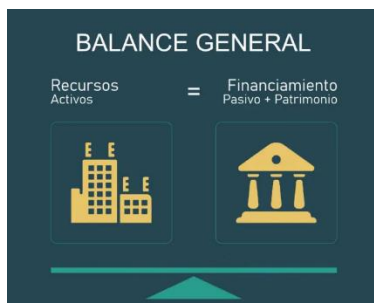 BALANCE GENERAL
Recursos = Financiamiento
Activos Pasivo + Patrimonio